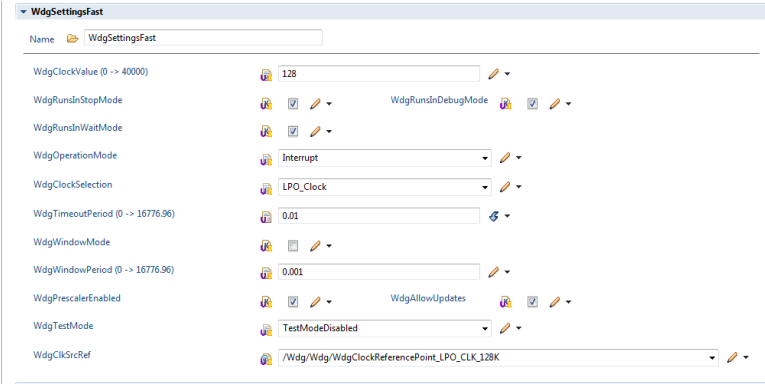 WdgSettingsFast
Name WdgSettingsFast
WdgClockValue (0 -> 40000) 128
WdgRunsInStopMode WdgRunsInDebugMode
WdgRunsInWaitMode
WdgOperationMode Interrupt
WdgClockSelection LPO_Clock
WdgTimeoutPeriod (0 -> 16776.96) 0.01
WdgWindowMode
WdgWindowPeriod (0 -> 16776.96) 0.001
WdgPrescalerEnabled WdgAllowUpdates
WdgTestMode TestModeDisabled
WdgClkSrcRef /Wdg/Wdg/WdgClockReferencePoint_LPO_CLK_128K